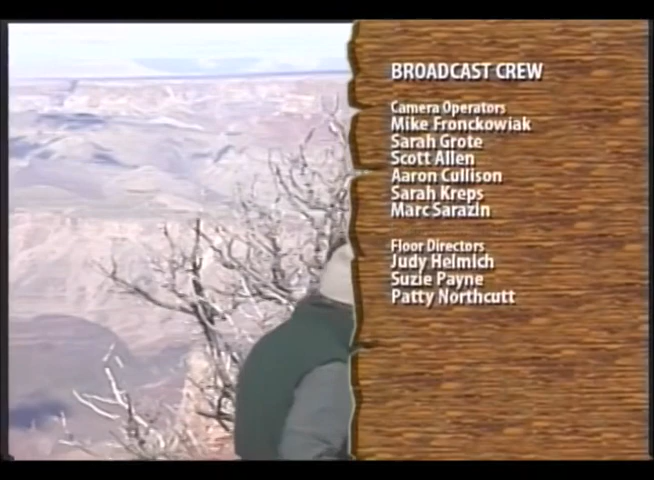 BROADCAST CREW
Camera Operators
Mike Fronckowiak
Sarah Grote
Scott Allen
Aaron Cullison
Sarah Kreps
Marc Sarazin
Floor Directors
Judy Helmich
Suzie Payne
Patty Northcutt